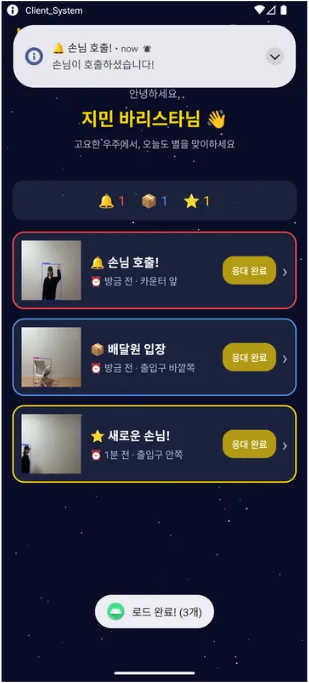 Client_System
🔔 손님 호출! • now
손님이 호출하셨습니다!
안녕하세요,
지민 바리스타님 👋
고요한 우주에서, 오늘도 별을 맞이하세요
🔔 1 📦 1 ⭐ 1
🔔 손님 호출!
⏰ 방금 전 · 카운터 앞
응대 완료
📦 배달원 입장
⏰ 방금 전 · 출입구 바깥쪽
응대 완료
⭐ 새로운 손님!
⏰ 1분 전 · 출입구 안쪽
응대 완료
로드 완료! (3개)